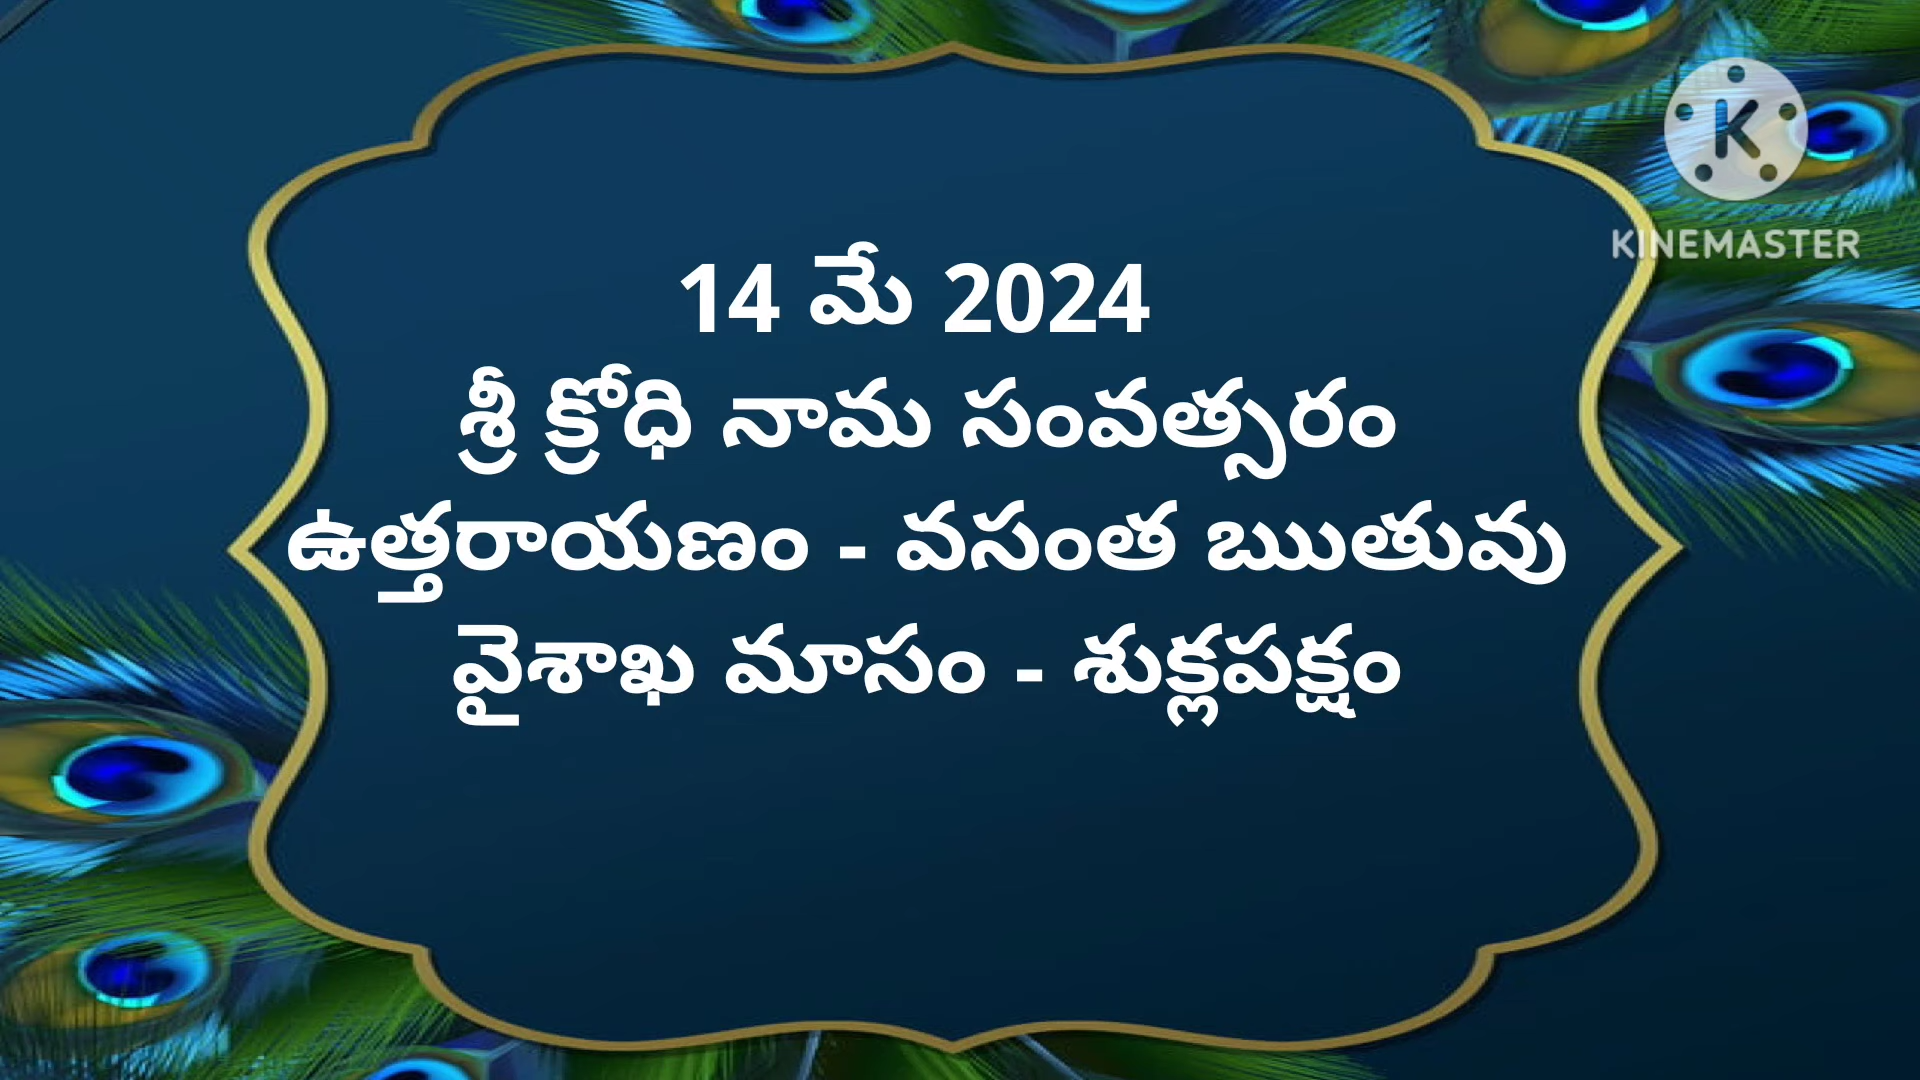 K
KINEMASTER
14 మే 2024
శ్రీ క్రోధి నామ సంవత్సరం
ఉత్తరాయణం - వసంత ఋతువు
వైశాఖ మాసం - శుక్లపక్షం